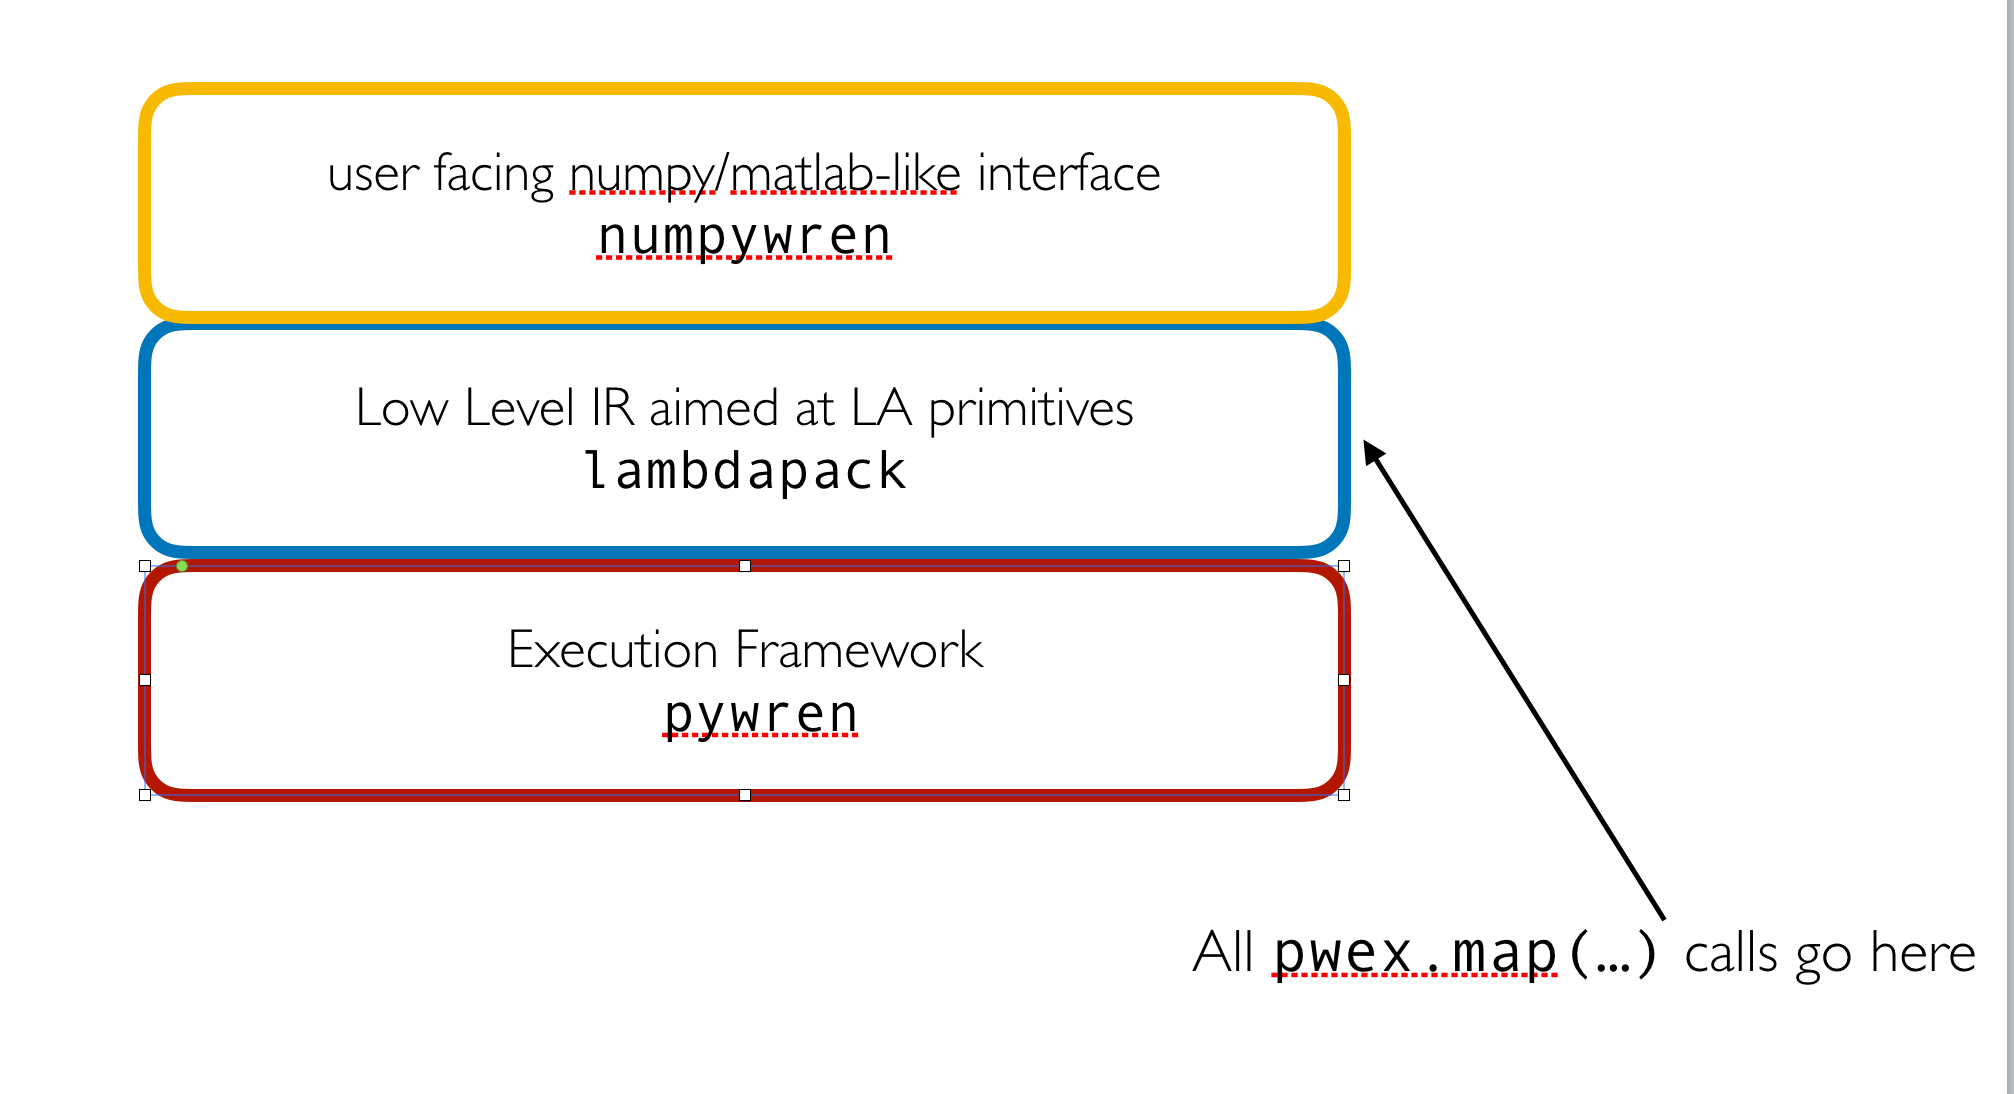 user facing numpy/matlab-like interface
numpywren
Low Level IR aimed at LA primitives
lambdapack
Execution Framework
pywren
All pwex.map(…) calls go here